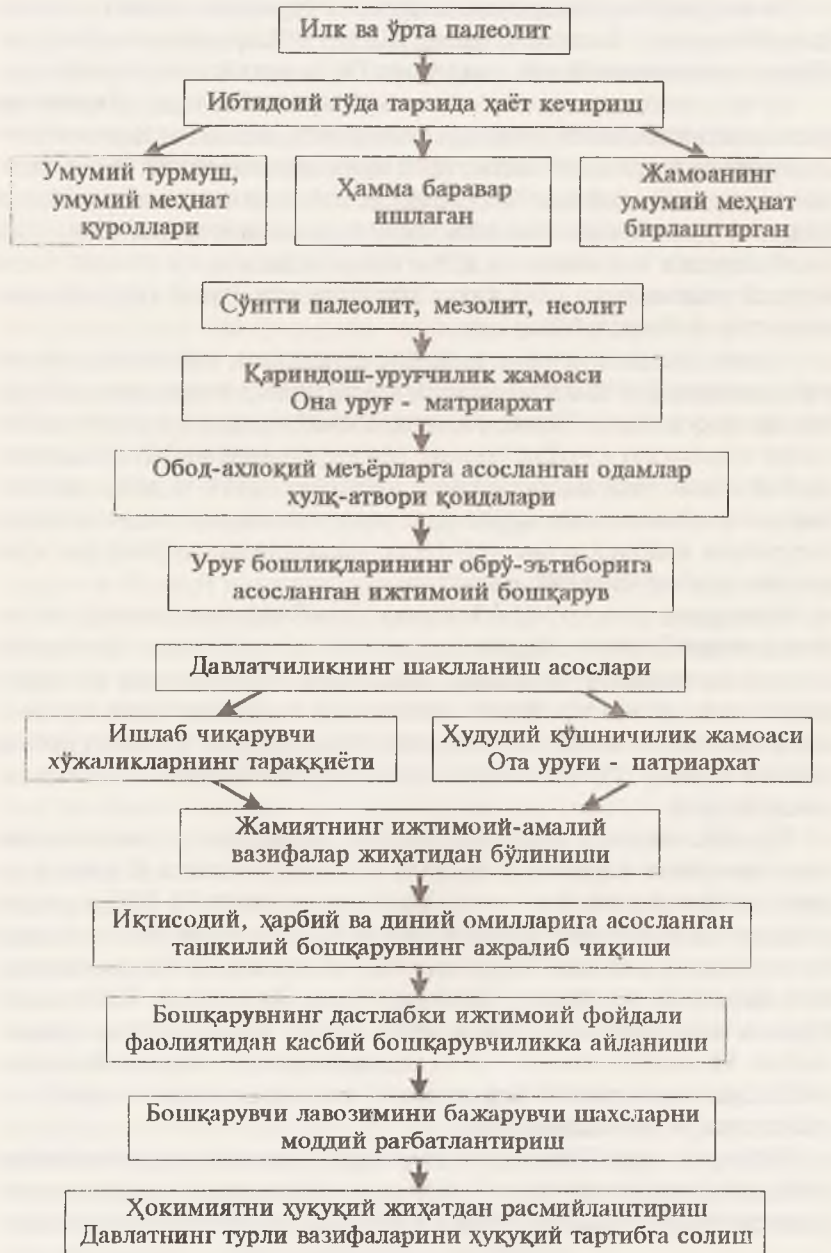 Илк ва ўрта палеолит
Ибтидоий тўда тарзида ҳаёт кечириш
Умумий турмуш,
умумий меҳнат
қуроллари
Ҳамма баравар
ишлаган
Жамоанинг
умумий меҳнат
бирлаштирган
Сўнгги палеолит, мезолит, неолит
Қариндош-уруғчилик жамоаси
Она уруғ - матриархат
Обод-ахлоқий меъёрларга асосланган одамлар
хулқ-атвори қоидалари
Уруғ бошлиқларининг обрў-эътиборига
асосланган ижтимоий бошқарув
Давлатчиликнинг шаклланиш асослари
Ишлаб чиқарувчи
хўжаликларнинг тараққиёти
Ҳудудий қўшничилик жамоаси
Ота уруғи - патриархат
Жамиятнинг ижтимоий-амалий
вазифалар жиҳатидан бўлиниши
Иқтисодий, ҳарбий ва диний омилларига асосланган
ташкилий бошқарувнинг ажралиб чиқиши
Бошқарувнинг дастлабки ижтимоий фойдали
фаолиятидан касбий бошқарувчиликка айланиши
Бошқарувчи лавозимини бажарувчи шахсларни
моддий рағбатлантириш
Ҳокимиятни ҳуқуқий жиҳатдан расмийлаштириш
Давлатнинг турли вазифаларини ҳуқуқий тартибга солиш